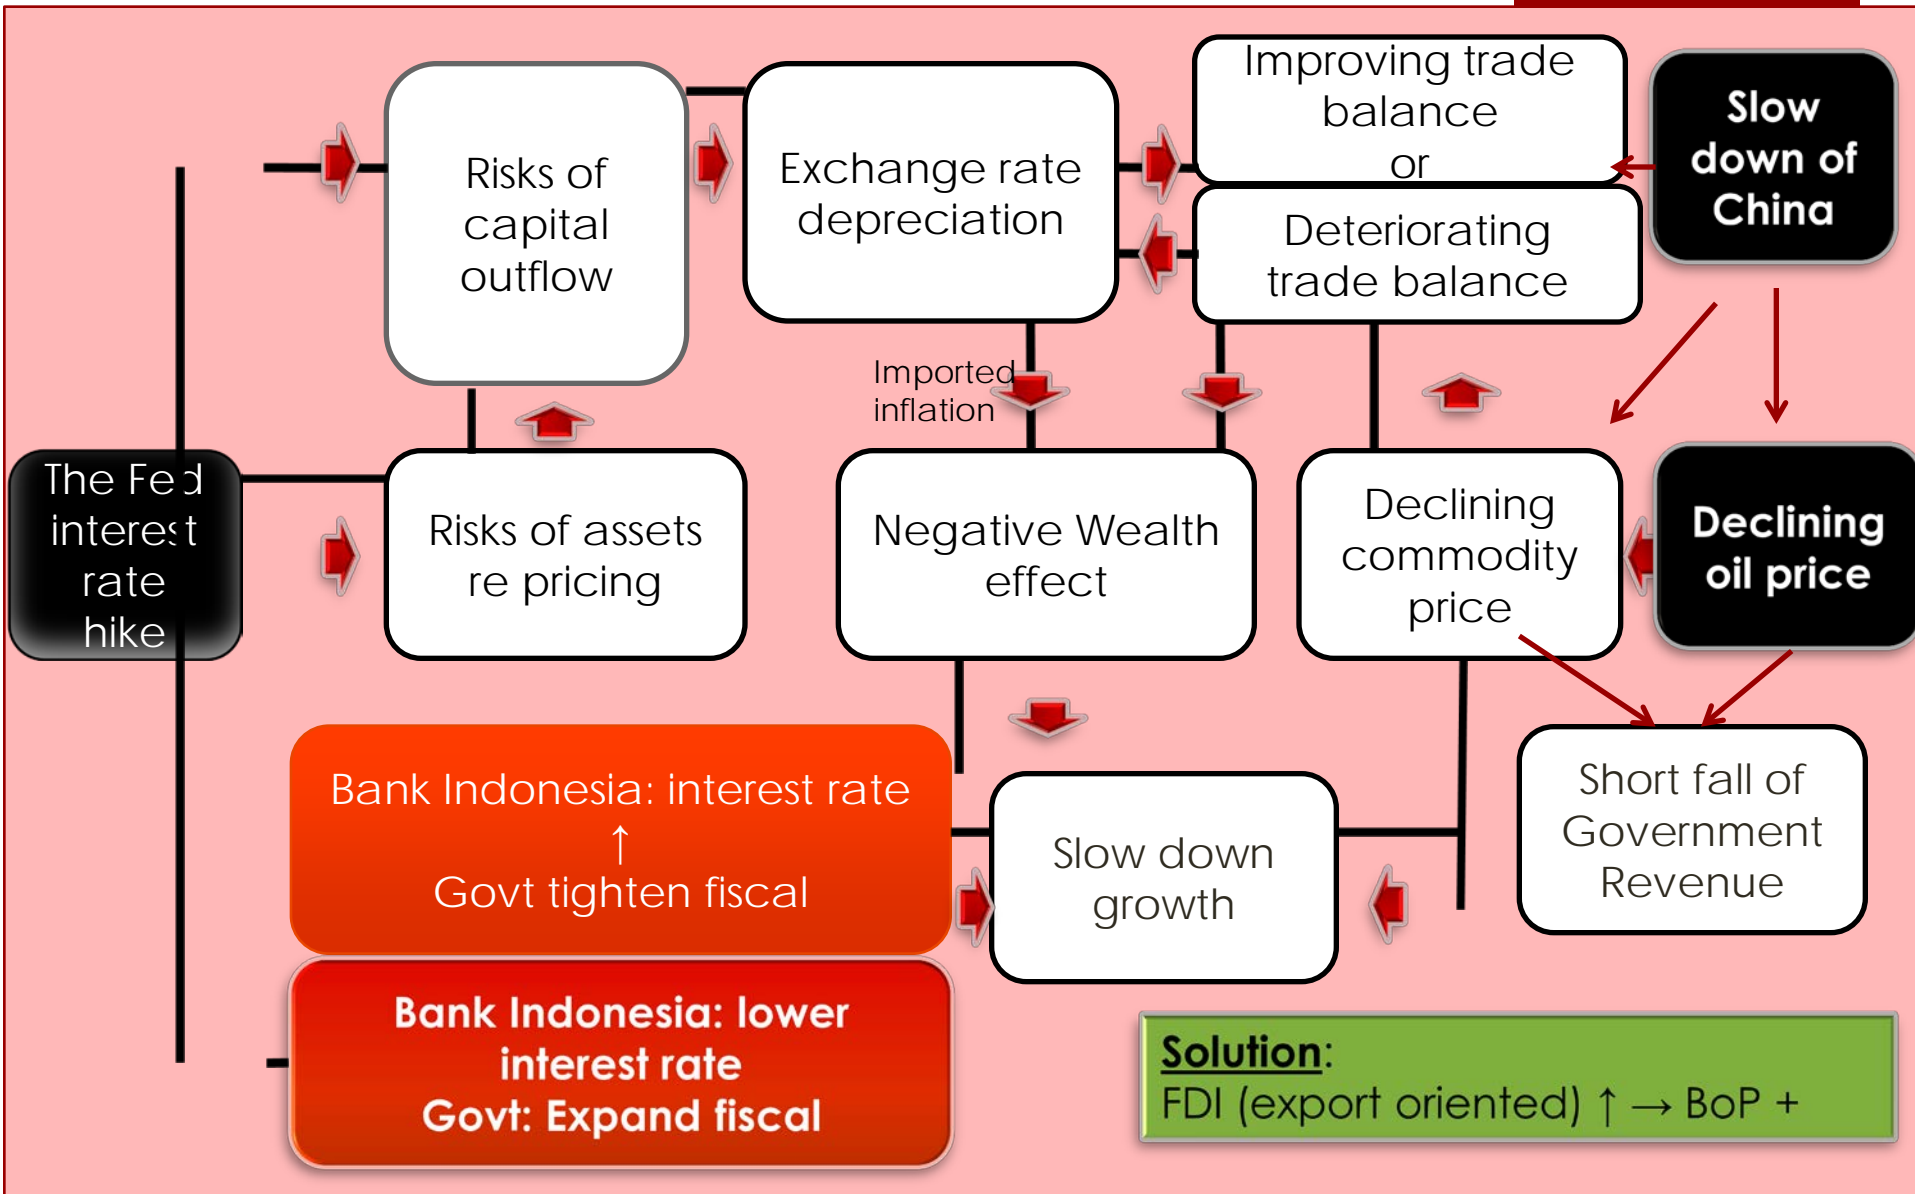 Risks of
capital
outflow
Exchange rate
depreciation
Improving trade
balance
or
Deteriorating
trade balance
Slow
down of
China
Imported
inflation
The Fed
interest
rate
hike
Risks of assets
re pricing
Negative Wealth
effect
Declining
commodity
price
Declining
oil price
Bank Indonesia: interest rate
↑
Govt tighten fiscal
Slow down
growth
Short fall of
Government
Revenue
Bank Indonesia: lower
interest rate
Govt: Expand fiscal
Solution:
FDI (export oriented) ↑ → BoP +